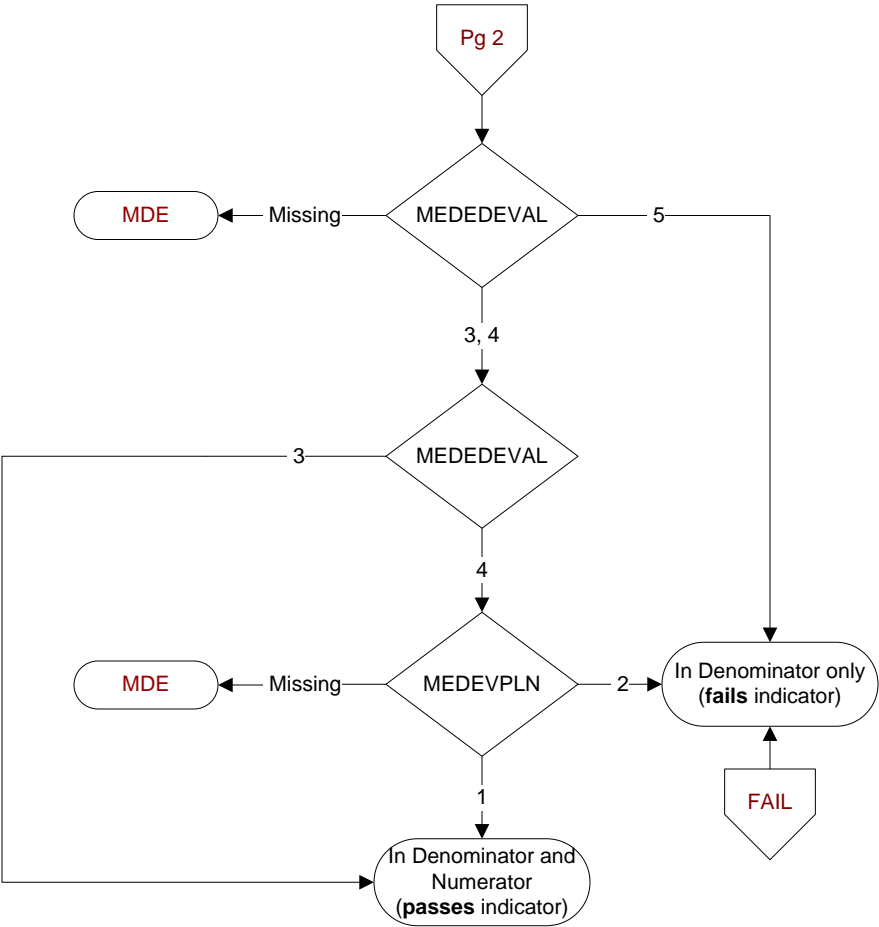 Pg 2
MDE
Missing
MEDEDEVAL
5
3, 4
3
MEDEDEVAL
4
MDE
Missing
MEDEVPLN
2
In Denominator only
(fails indicator)
1
FAIL
In Denominator and
Numerator
(passes indicator)